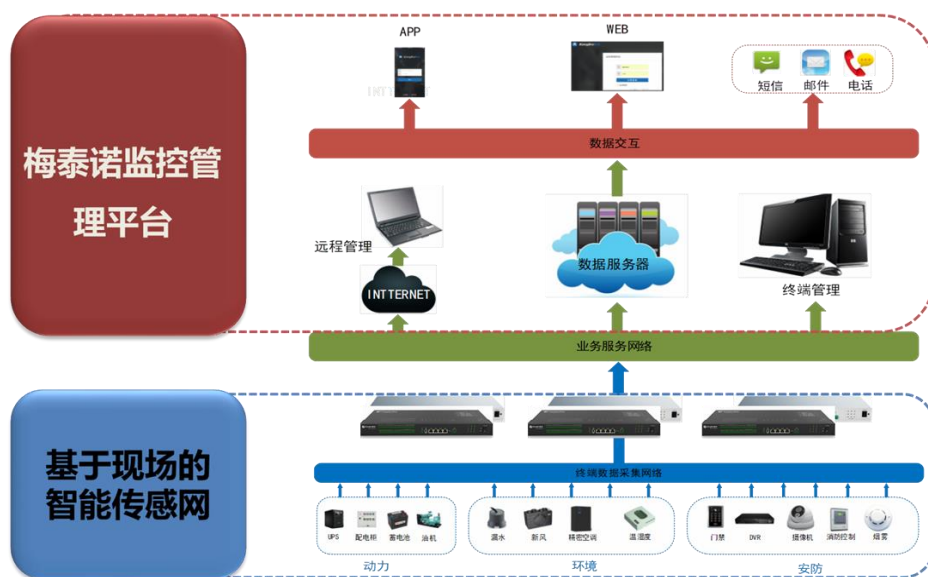 APP
WEB
短信 邮件 电话
数据交互
梅泰诺监控管
理平台
远程管理
INTTERNET
数据服务器
终端管理
业务服务网络
基于现场的
智能传感网
终端数据采集网络
UPS 配电柜 蓄电池 油机
漏水 新风 精密空调 温湿度
门禁 DVR 摄像机 消防控制 烟雾
动力 环境 安防